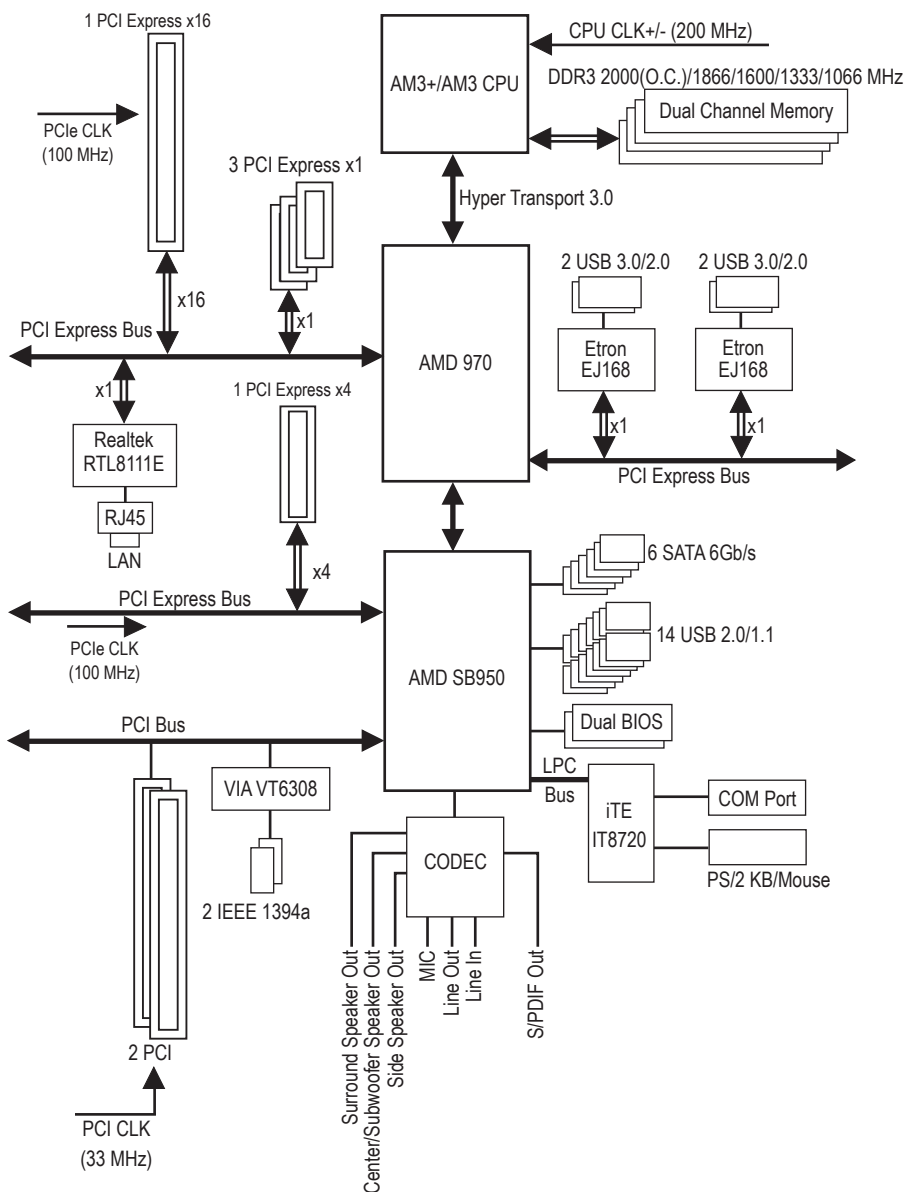 1 PCI Express x16
PCIe CLK
(100 MHz)
x16
3 PCI Express x1
x1
AM3+/AM3 CPU
CPU CLK+/- (200 MHz)
DDR3 2000(O.C.)/1866/1600/1333/1066 MHz
Dual Channel Memory
Hyper Transport 3.0
PCI Express Bus
AMD 970
2 USB 3.0/2.0
2 USB 3.0/2.0
Etron
EJ168
Etron
EJ168
x1
x1
PCI Express Bus
x1
Realtek
RTL8111E
RJ45
LAN
1 PCI Express x4
x4
PCI Express Bus
PCIe CLK
(100 MHz)
AMD SB950
6 SATA 6Gb/s
14 USB 2.0/1.1
Dual BIOS
LPC
Bus
iTE
IT8720
COM Port
PS/2 KB/Mouse
PCI Bus
VIA VT6308
2 IEEE 1394a
2 PCI
PCI CLK
(33 MHz)
CODEC
Surround Speaker Out
Center/Subwoofer Speaker Out
Side Speaker Out
MIC
Line Out
Line In
S/PDIF Out